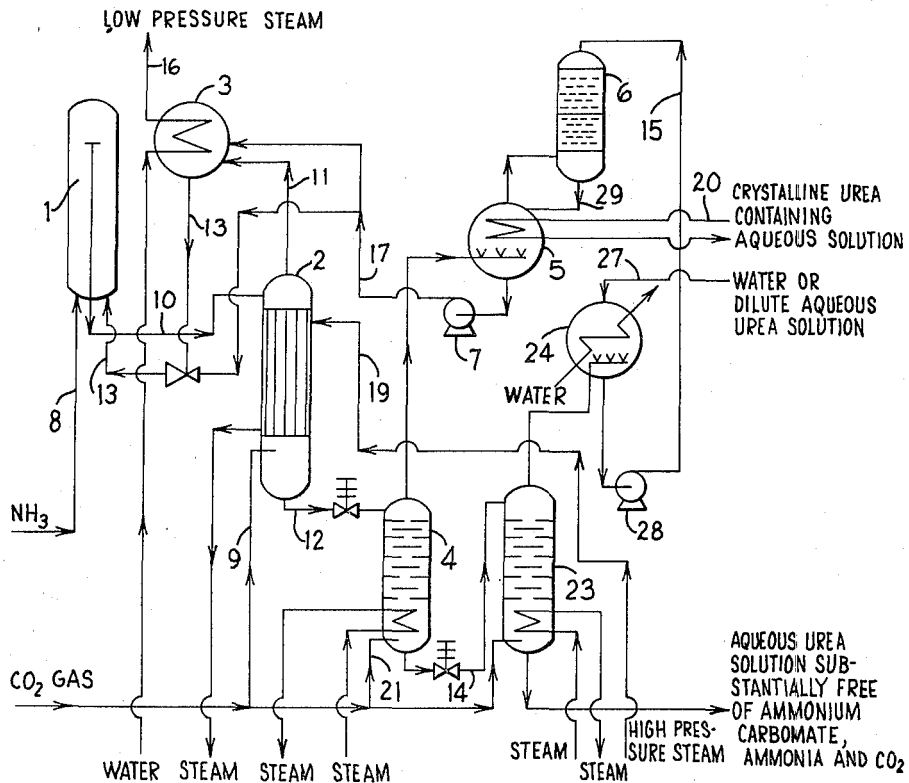 LOW PRESSURE STEAM
16
3
6
15
1
11
29
20
CRYSTALLINE UREA
CONTAINING
AQUEOUS SOLUTION
13
2
5
17
27
WATER OR
DILUTE AQUEOUS
UREA SOLUTION
10
7
24
8
13
19
WATER
NH3
9
12
28
4
23
CO2 GAS
21
14
AQUEOUS UREA
SOLUTION SUB-
STANTIALLY FREE
OF AMMONIUM
CARBOMATE,
AMMONIA AND CO2
HIGH PRES-
SURE STEAM
WATER
STEAM
STEAM
STEAM
STEAM
STEAM